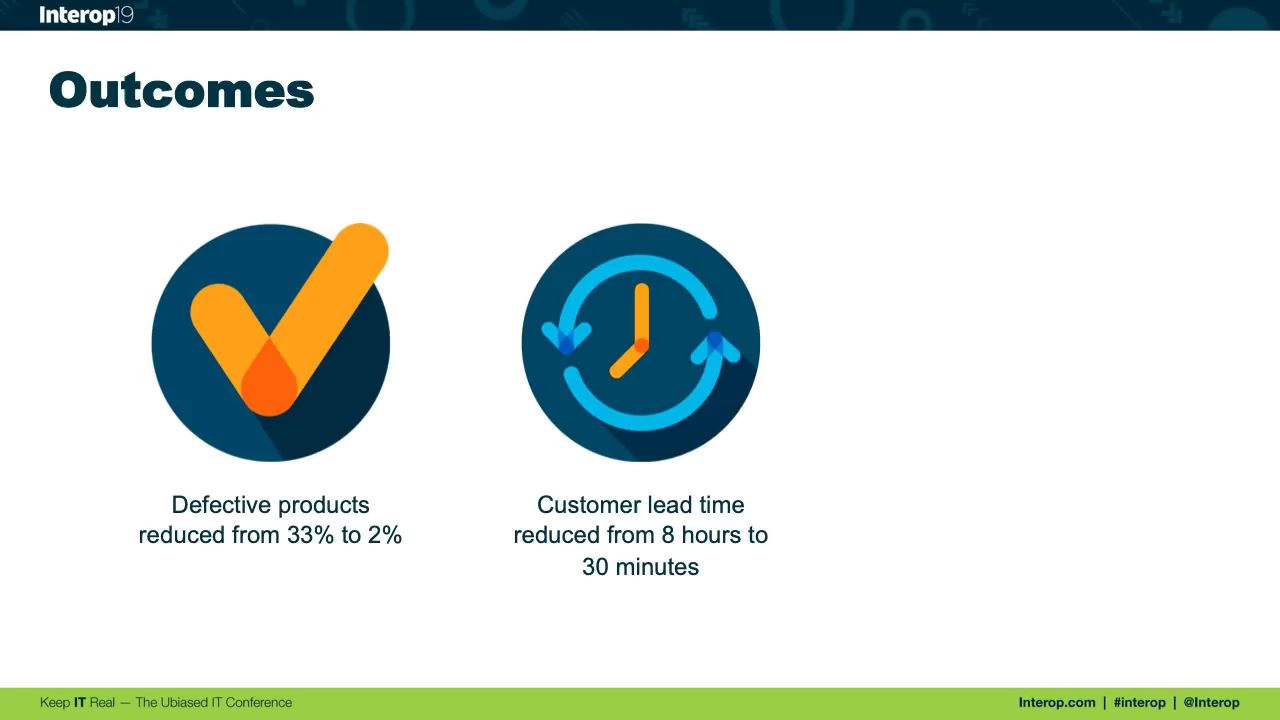 Interop19
Outcomes
Defective products
reduced from 33% to 2%
Customer lead time
reduced from 8 hours to
30 minutes
Keep IT Real — The Ubiased IT Conference
Interop.com | #interop | @Interop